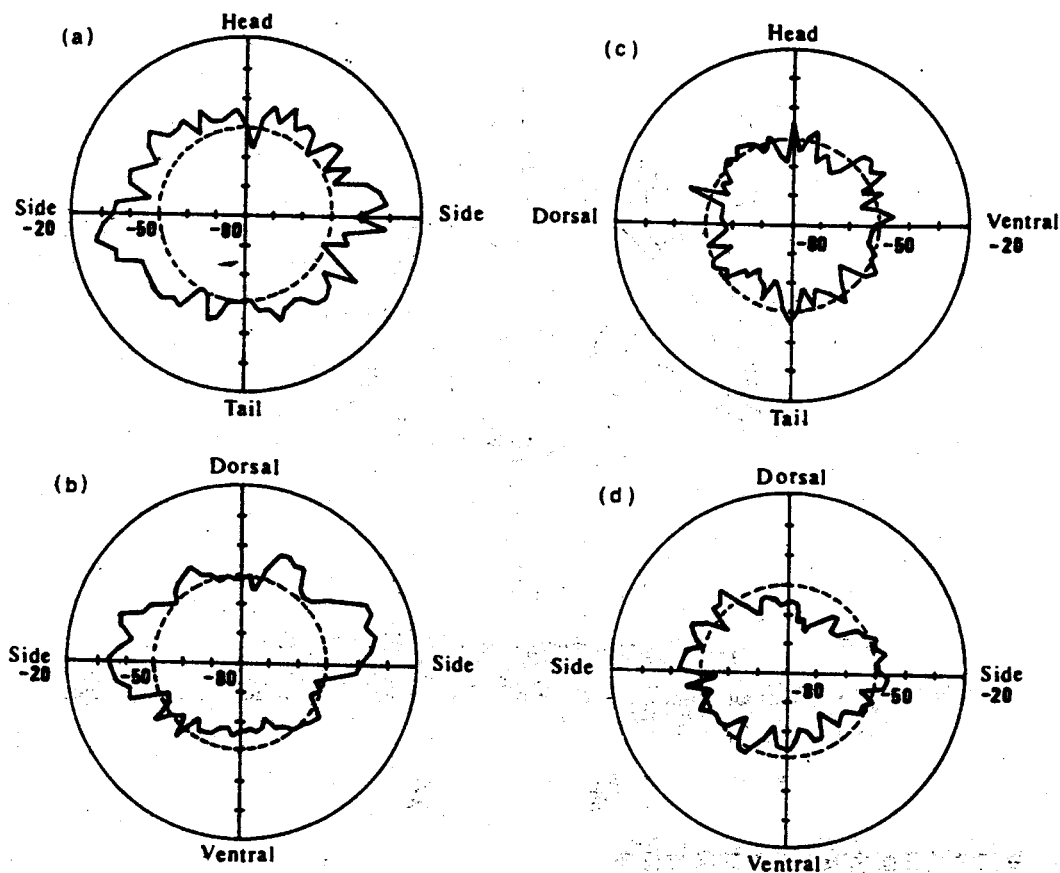 (a)
Head
Side
-20
-50
-80
Side
Tail
(c)
Head
Dorsal
-80
-50
Ventral
-20
Tail
(b)
Dorsal
Side
-20
-50
-80
Side
Ventral
(d)
Dorsal
Side
-80
-50
Side
-20
Ventral